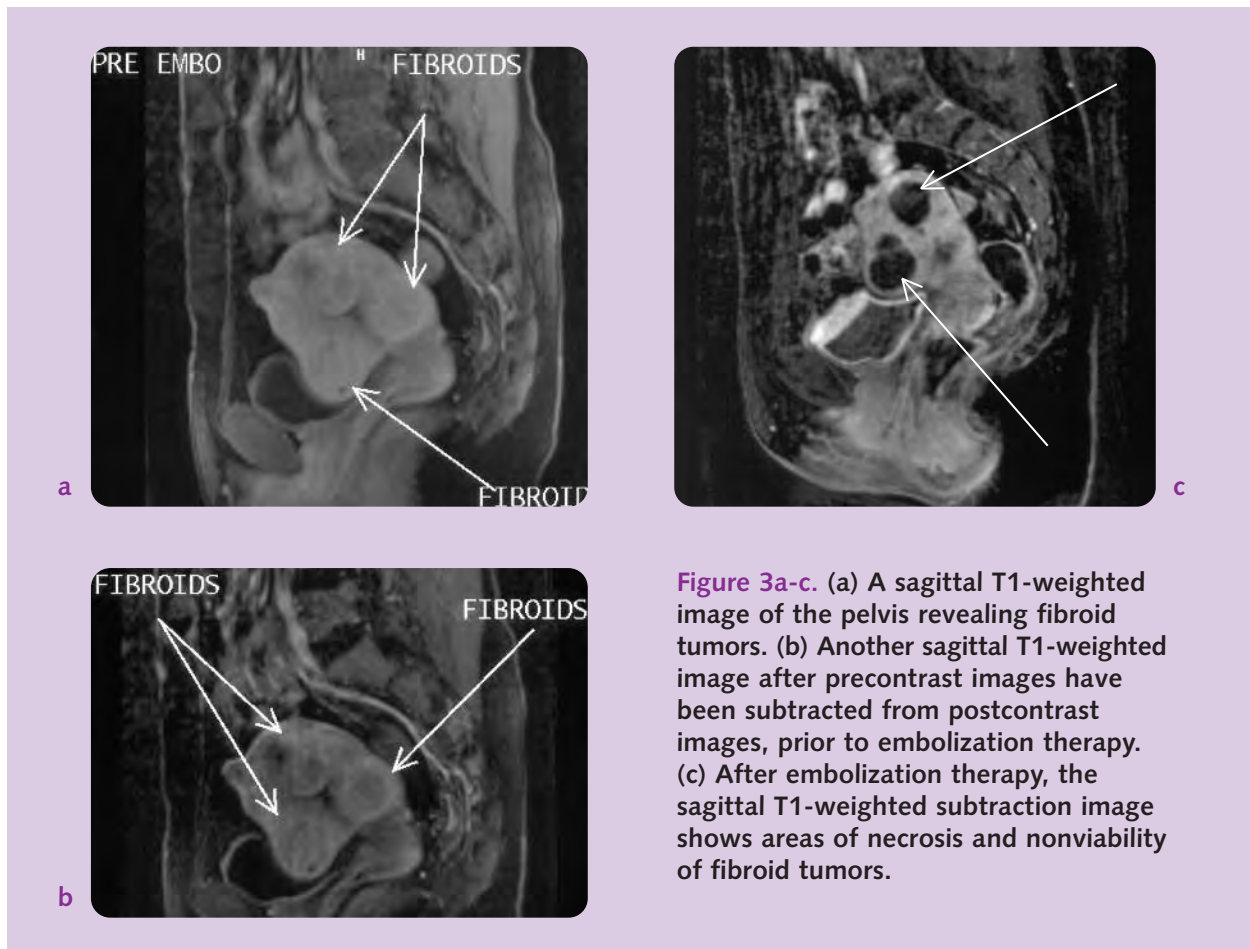 PRE EMBO
H
FIBROIDS
FIBROID
a
c
FIBROIDS
FIBROIDS
b
Figure 3a-c. (a) A sagittal T1-weighted
image of the pelvis revealing fibroid
tumors. (b) Another sagittal T1-weighted
image after precontrast images have
been subtracted from postcontrast
images, prior to embolization therapy.
(c) After embolization therapy, the
sagittal T1-weighted subtraction image
shows areas of necrosis and nonviability
of fibroid tumors.